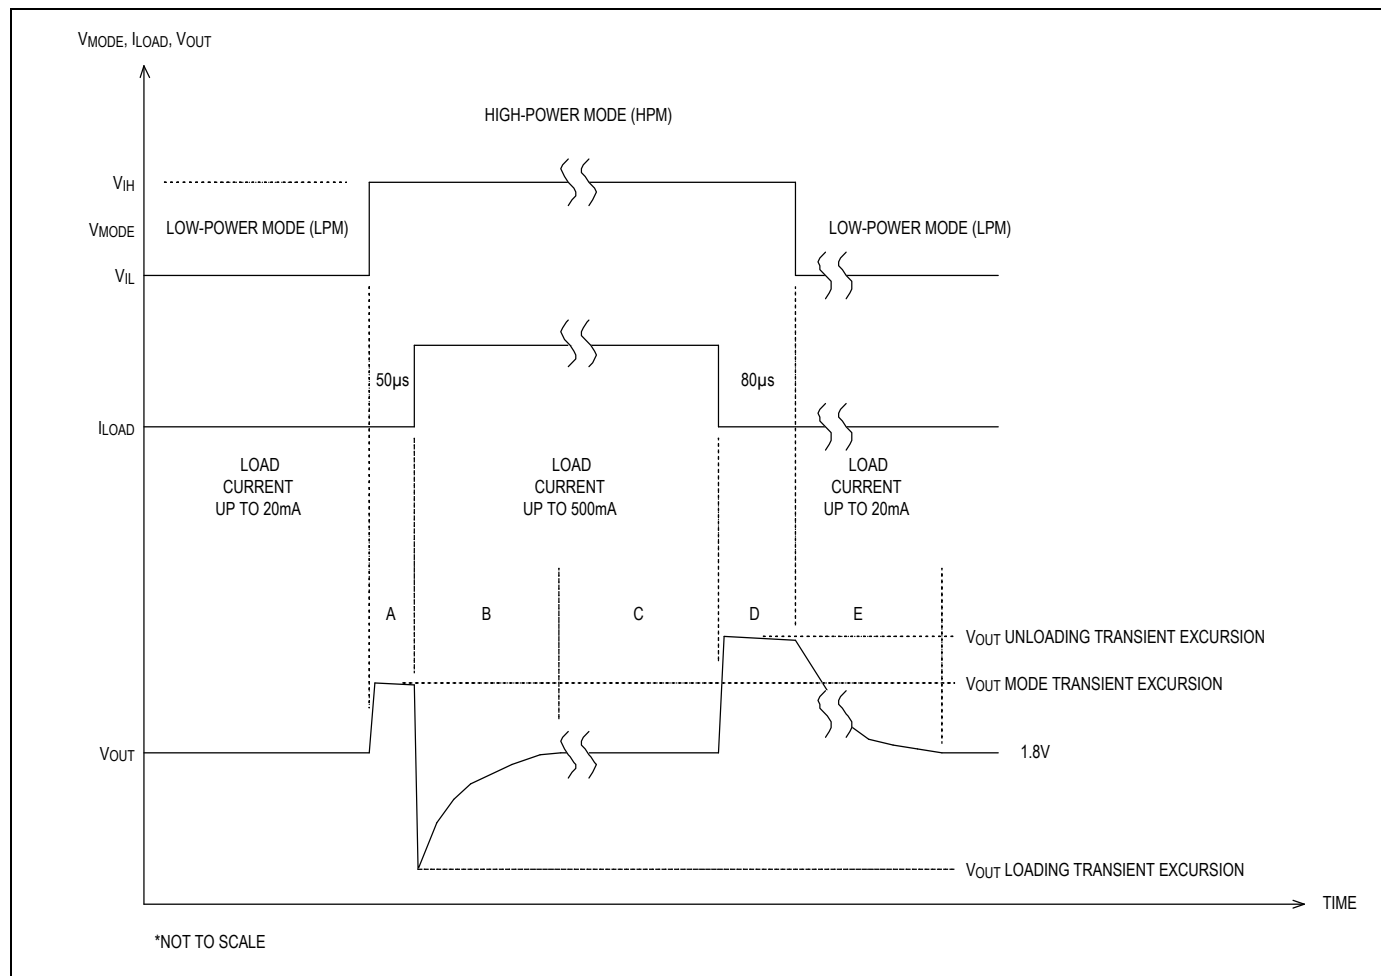 VMODE, ILOAD, VOUT
HIGH-POWER MODE (HPM)
VIH
VMODE
LOW-POWER MODE (LPM)
LOW-POWER MODE (LPM)
VIL
50µs
80µs
ILOAD
LOAD
CURRENT
UP TO 20mA
LOAD
CURRENT
UP TO 500mA
LOAD
CURRENT
UP TO 20mA
A
B
C
D
E
VOUT UNLOADING TRANSIENT EXCURSION
VOUT MODE TRANSIENT EXCURSION
VOUT
1.8V
VOUT LOADING TRANSIENT EXCURSION
TIME
*NOT TO SCALE